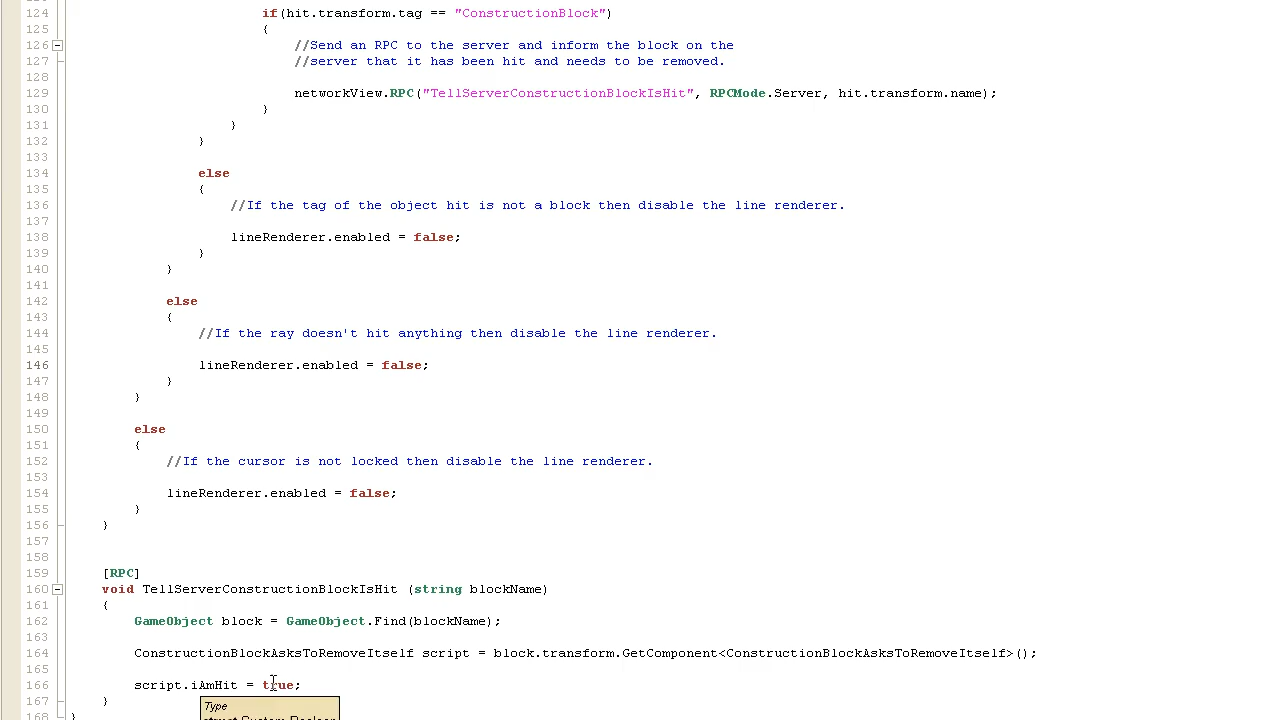 124 if(hit.transform.tag == "ConstructionBlock")
125 {
126 //Send an RPC to the server and inform the block on the
127 //server that it has been hit and needs to be removed.
128
129 networkView.RPC("TellServerConstructionBlockIsHit", RPCMode.Server, hit.transform.name);
130 }
131 }
132 }
133
134 else
135 {
136 //If the tag of the object hit is not a block then disable the line renderer.
137
138 lineRenderer.enabled = false;
139 }
140 }
141
142 else
143 {
144 //If the ray doesn't hit anything then disable the line renderer.
145
146 lineRenderer.enabled = false;
147 }
148 }
149
150 else
151 {
152 //If the cursor is not locked then disable the line renderer.
153
154 lineRenderer.enabled = false;
155 }
156 }
157
158
159 [RPC]
160 void TellServerConstructionBlockIsHit (string blockName)
161 {
162 GameObject block = GameObject.Find(blockName);
163
164 ConstructionBlockAsksToRemoveItself script = block.transform.GetComponent<ConstructionBlockAsksToRemoveItself>();
165
166 script.iAmHit = true;
167 }
Type
168 }